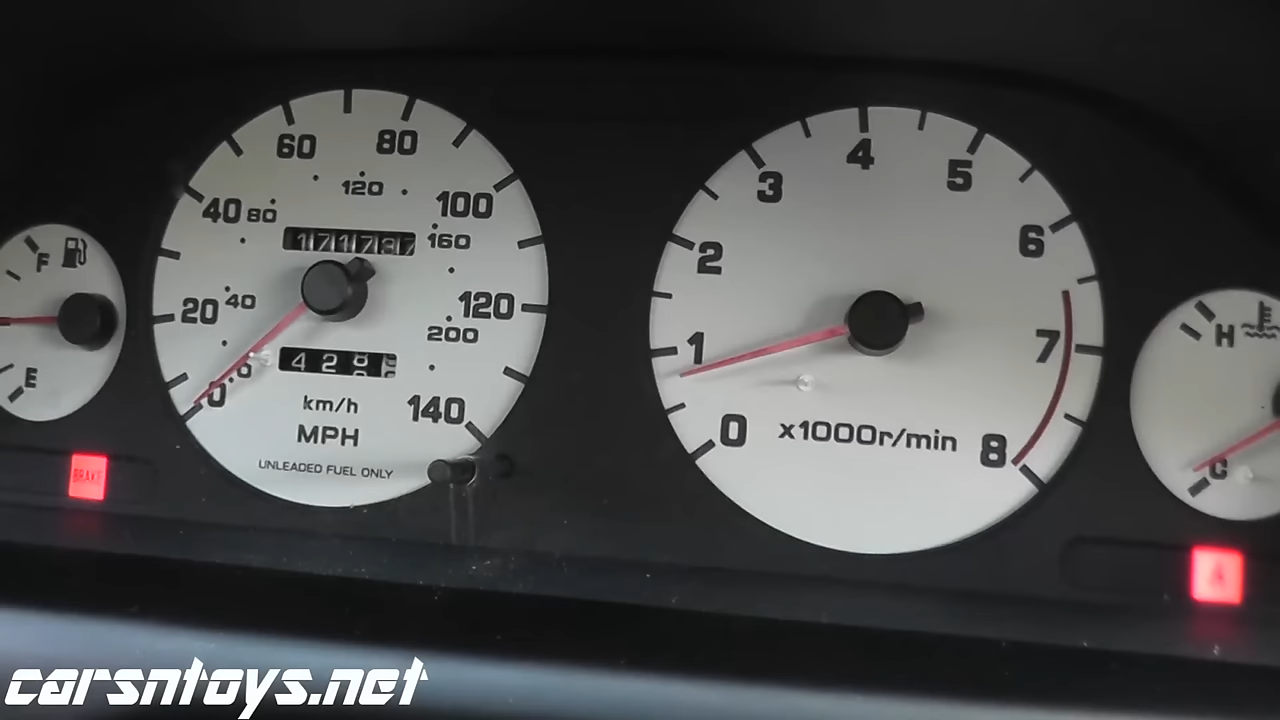 60 80
120
40 80 100
171737 160
F
20 40 120
200
0 428
E 0 140
km/h
MPH
UNLEADED FUEL ONLY
BRAKE
3 4 5
2 6
1 7
0 x1000r/min 8
H
C
carsntoys.net